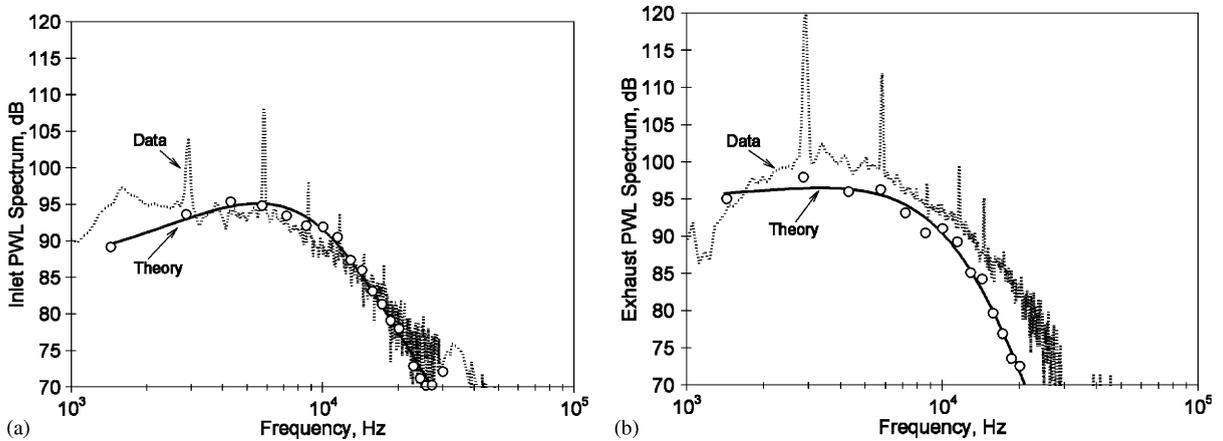 120
115
110
105
100
95
90
85
80
75
70
Inlet PWL Spectrum, dB
Data
Theory
10³
10⁴
10⁵
Frequency, Hz
(a)
120
115
110
105
100
95
90
85
80
75
70
Exhaust PWL Spectrum, dB
Data
Theory
10³
10⁴
10⁵
Frequency, Hz
(b)